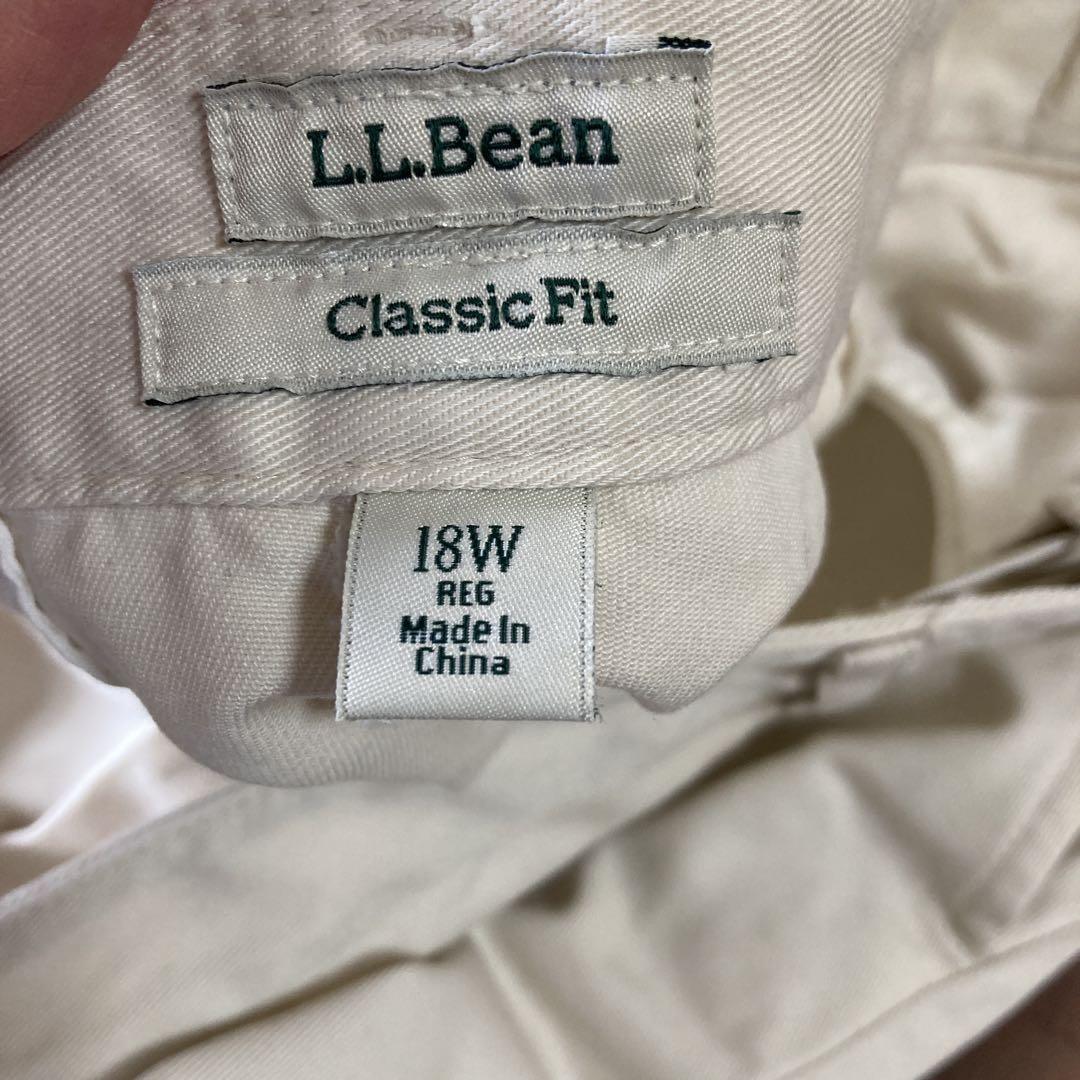 L.L.Bean
Classic Fit
18W
REG
Made In
China